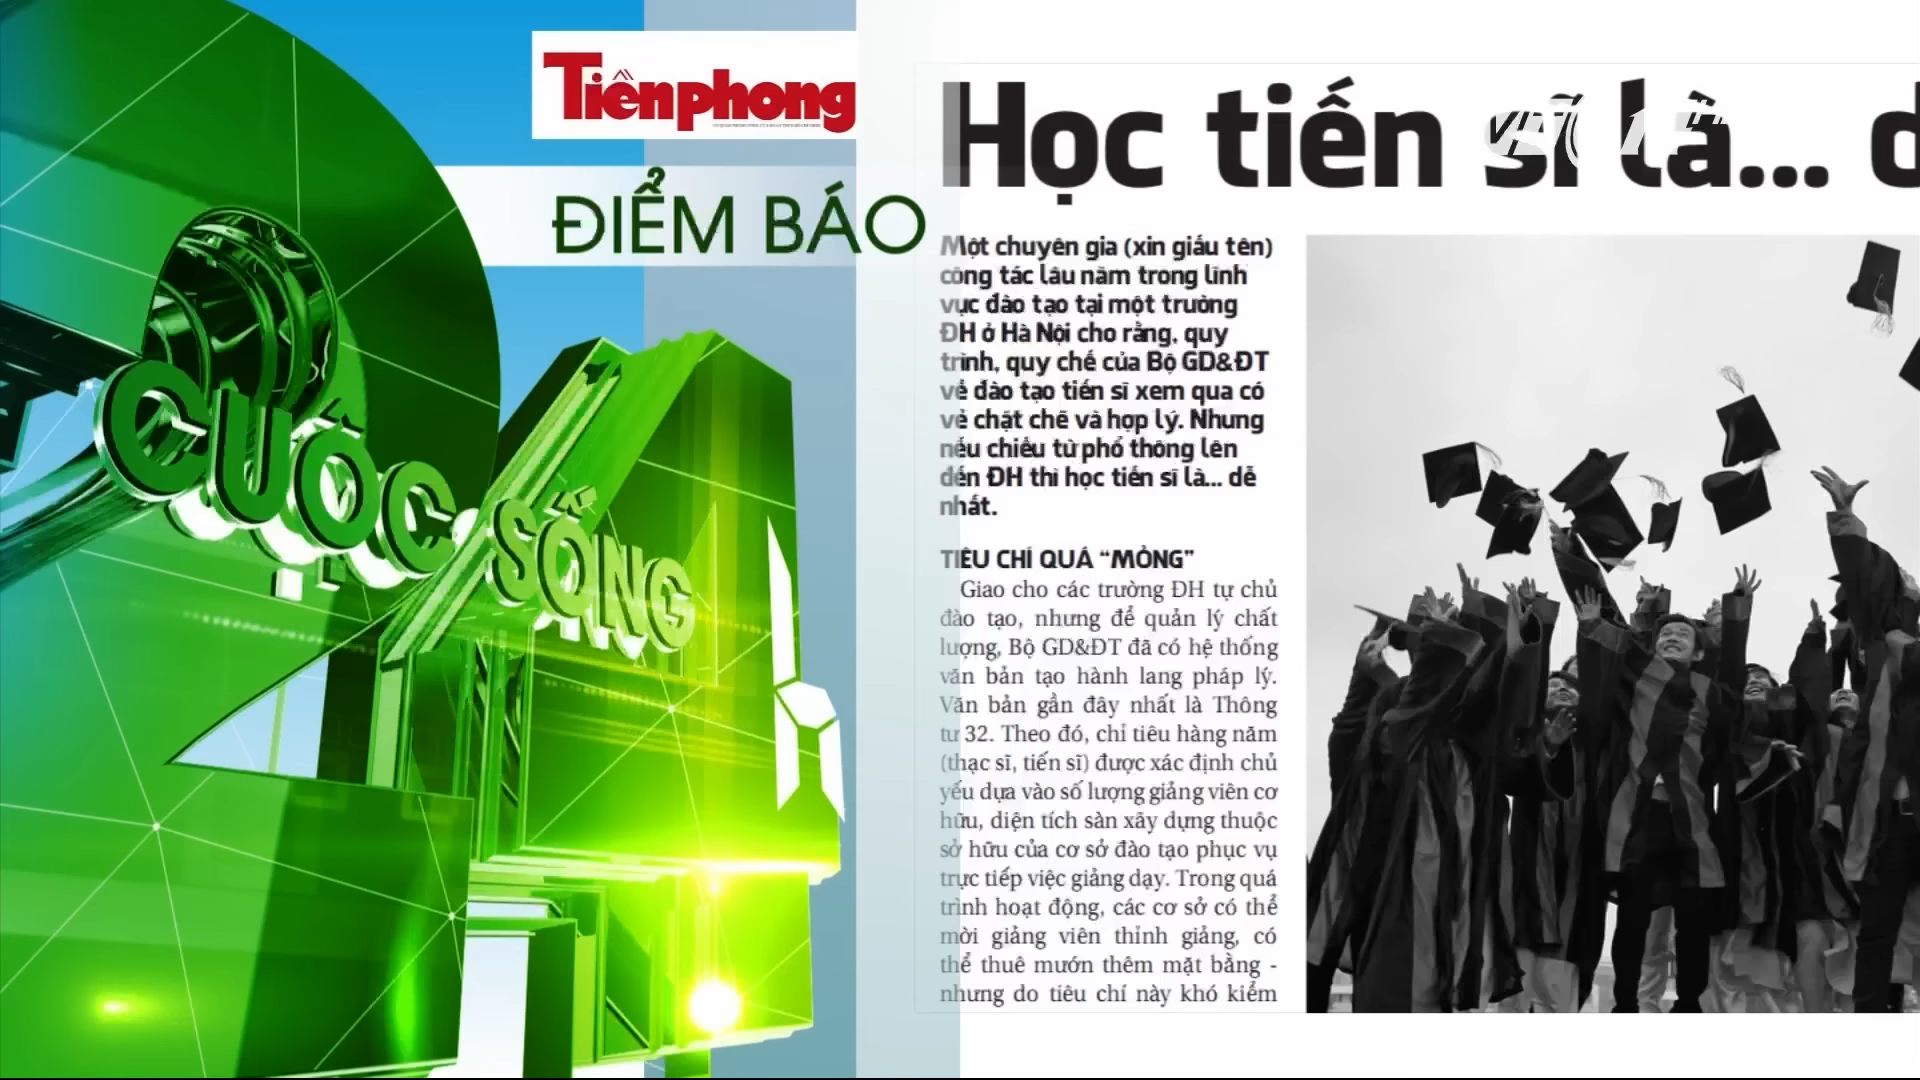 Tiềnphong
ĐIỂM BÁO
CUỘC SỐNG
24h
Học tiến sĩ là... d
Một chuyên gia (xin giấu tên)
công tác lâu năm trong lĩnh
vực đào tạo tại một trường
ĐH ở Hà Nội cho rằng, quy
trình, quy chế của Bộ GD&ĐT
về đào tạo tiến sĩ xem qua có
vẻ chặt chẽ và hợp lý. Nhưng
nếu chiếu từ phổ thông lên
đến ĐH thì học tiến sĩ là... dễ
nhất.
TIÊU CHÍ QUÁ “MỎNG”
Giao cho các trường ĐH tự chủ
đào tạo, nhưng để quản lý chất
lượng, Bộ GD&ĐT đã có hệ thống
văn bản tạo hành lang pháp lý.
Văn bản gần đây nhất là Thông
tư 32. Theo đó, chỉ tiêu hàng năm
(thạc sĩ, tiến sĩ) được xác định chủ
yếu dựa vào số lượng giảng viên cơ
hữu, diện tích sàn xây dựng thuộc
sở hữu của cơ sở đào tạo phục vụ
trực tiếp việc giảng dạy. Trong quá
trình hoạt động, các cơ sở có thể
mời giảng viên thỉnh giảng, có
thể thuê mướn thêm mặt bằng -
nhưng do tiêu chí này khó kiểm